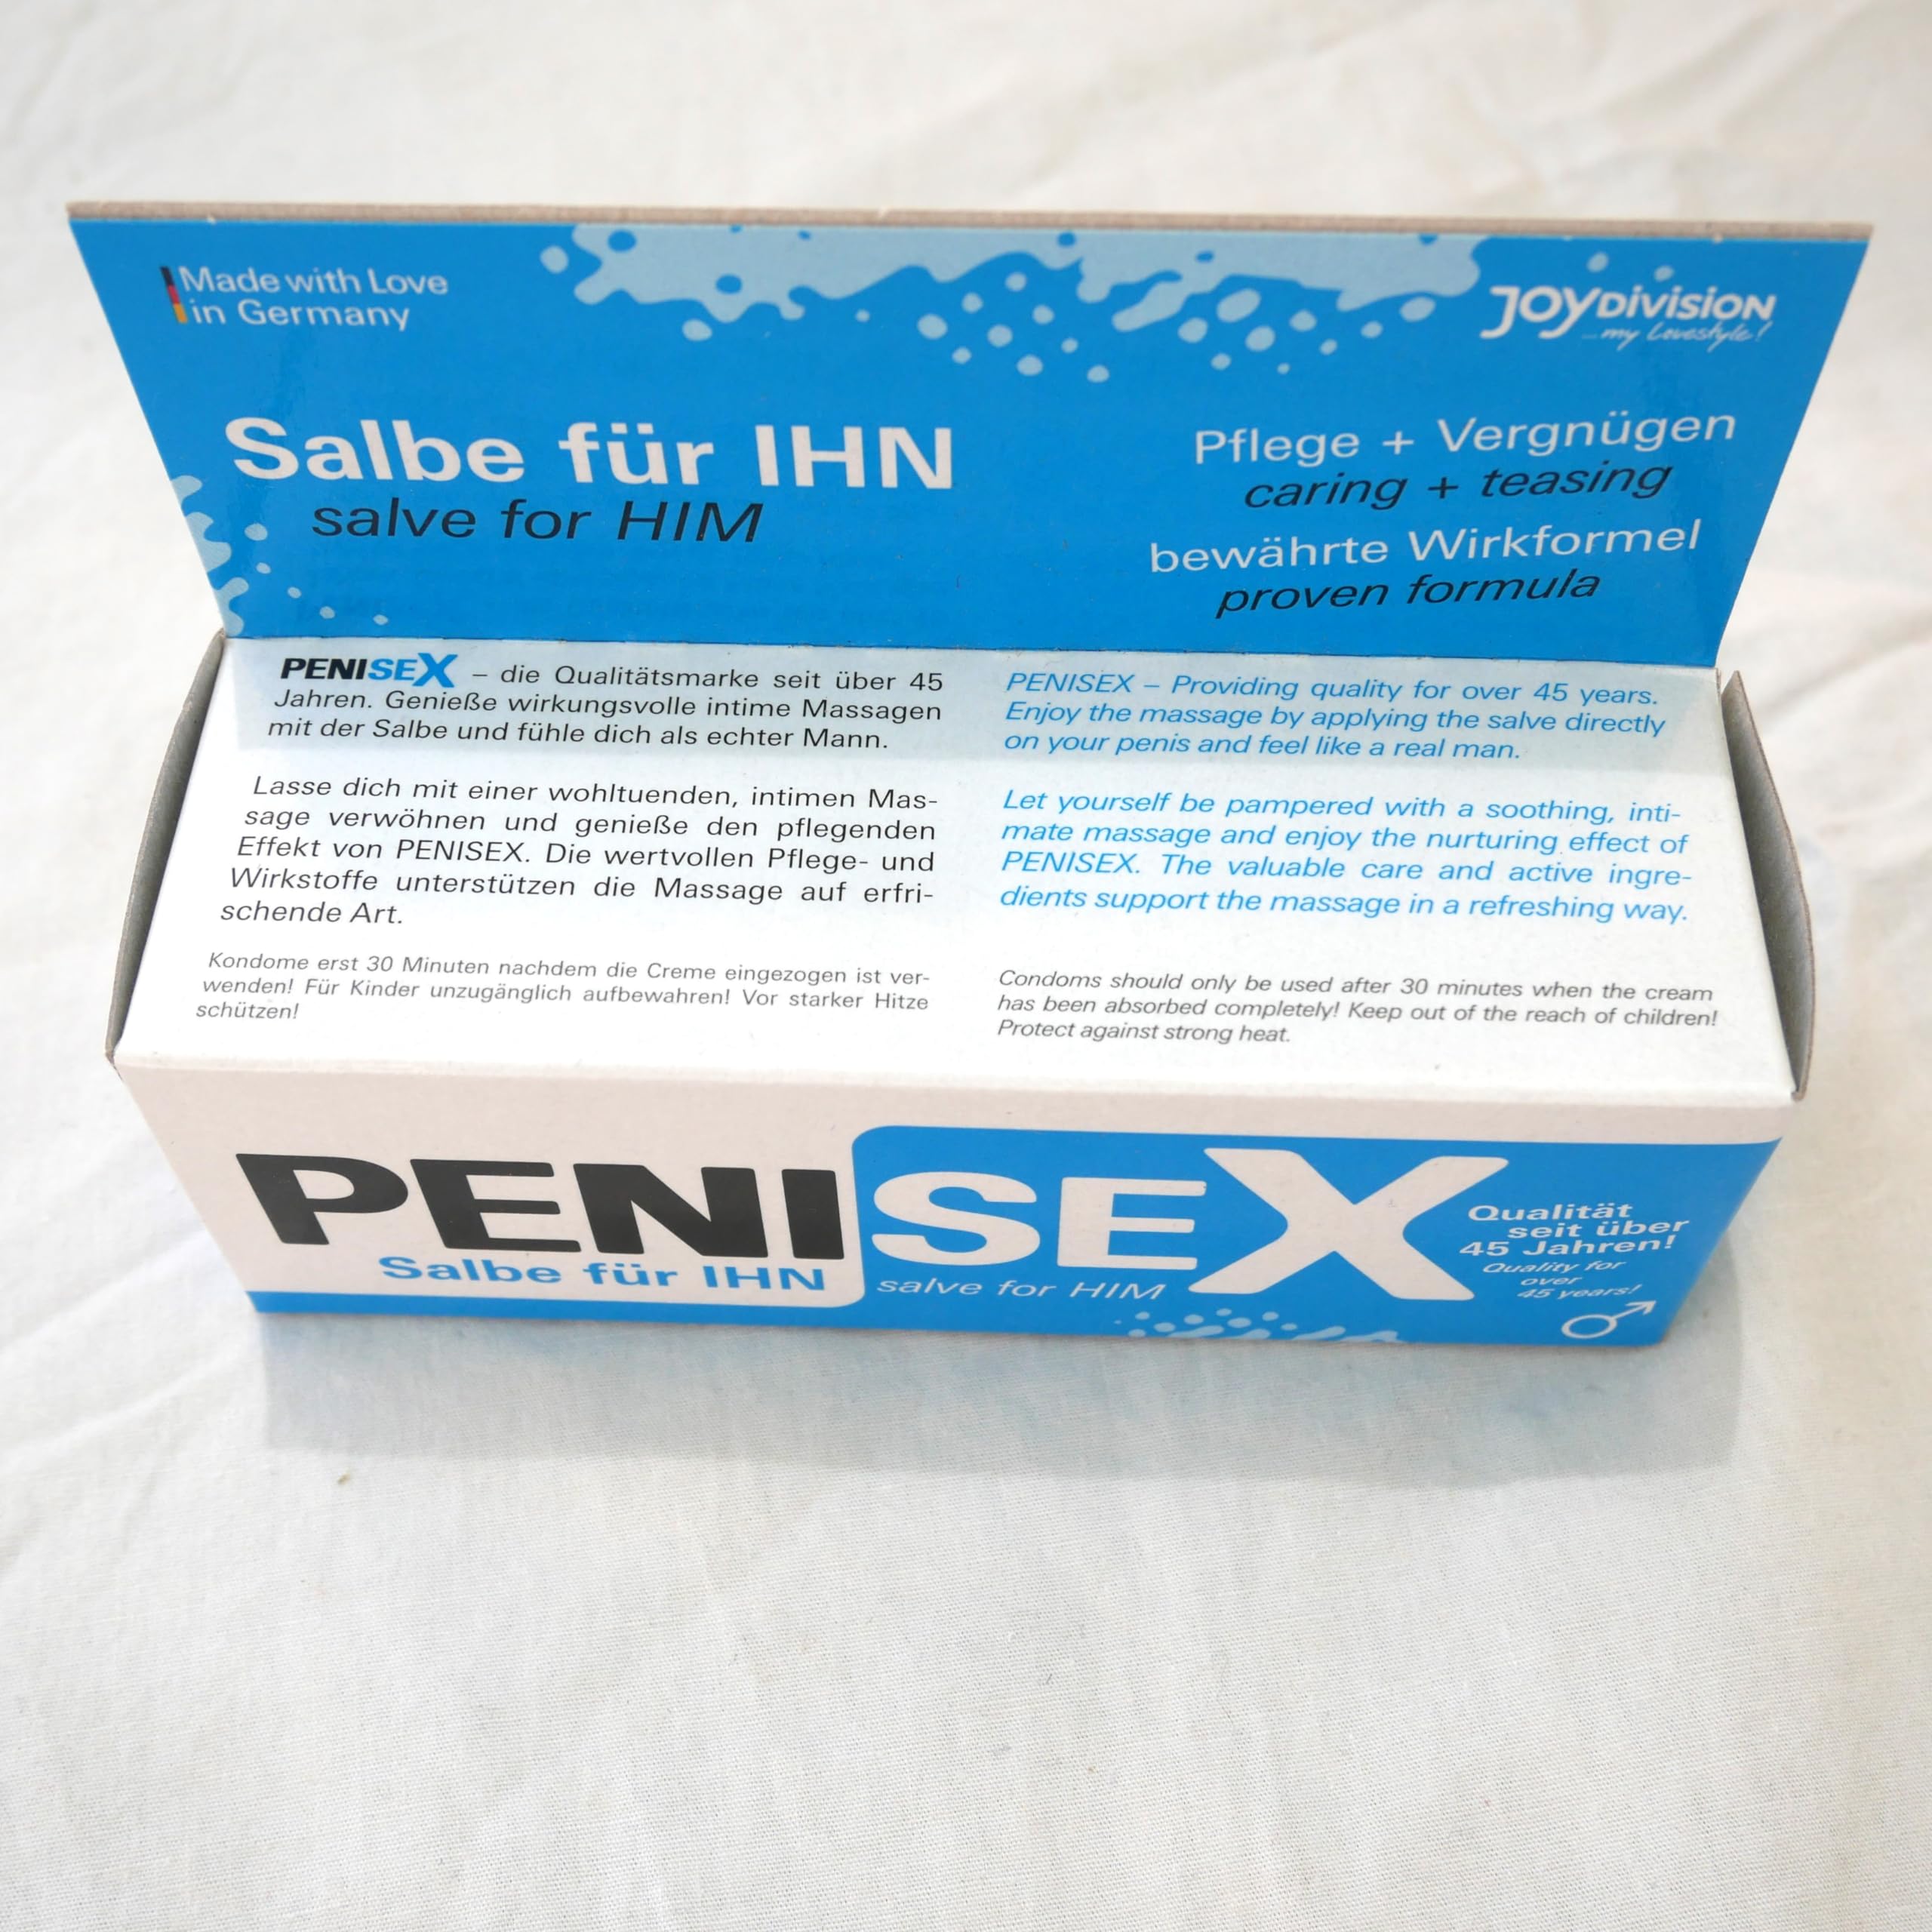 Made with Love
in Germany
JOYDIVISION
...my Lovestyle!
Salbe für IHN
salve for HIM
Pflege + Vergnügen
caring + teasing
bewährte Wirkformel
proven formula
PENISEX – die Qualitätsmarke seit über 45
Jahren. Genieße wirkungsvolle intime Massagen
mit der Salbe und fühle dich als echter Mann.
Lasse dich mit einer wohltuenden, intimen Mas-
sage verwöhnen und genieße den pflegenden
Effekt von PENISEX. Die wertvollen Pflege- und
Wirkstoffe unterstützen die Massage auf erfri-
schende Art.
Kondome erst 30 Minuten nachdem die Creme eingezogen ist ver-
wenden! Für Kinder unzugänglich aufbewahren! Vor starker Hitze
schützen!
PENISEX – Providing quality for over 45 years.
Enjoy the massage by applying the salve directly
on your penis and feel like a real man.
Let yourself be pampered with a soothing, inti-
mate massage and enjoy the nurturing effect of
PENISEX. The valuable care and active ingre-
dients support the massage in a refreshing way.
Condoms should only be used after 30 minutes when the cream
has been absorbed completely! Keep out of the reach of children!
Protect against strong heat.
PENISEX
Salbe für IHN
salve for HIM
Qualität
seit über
45 Jahren!
Quality for
over
45 years!